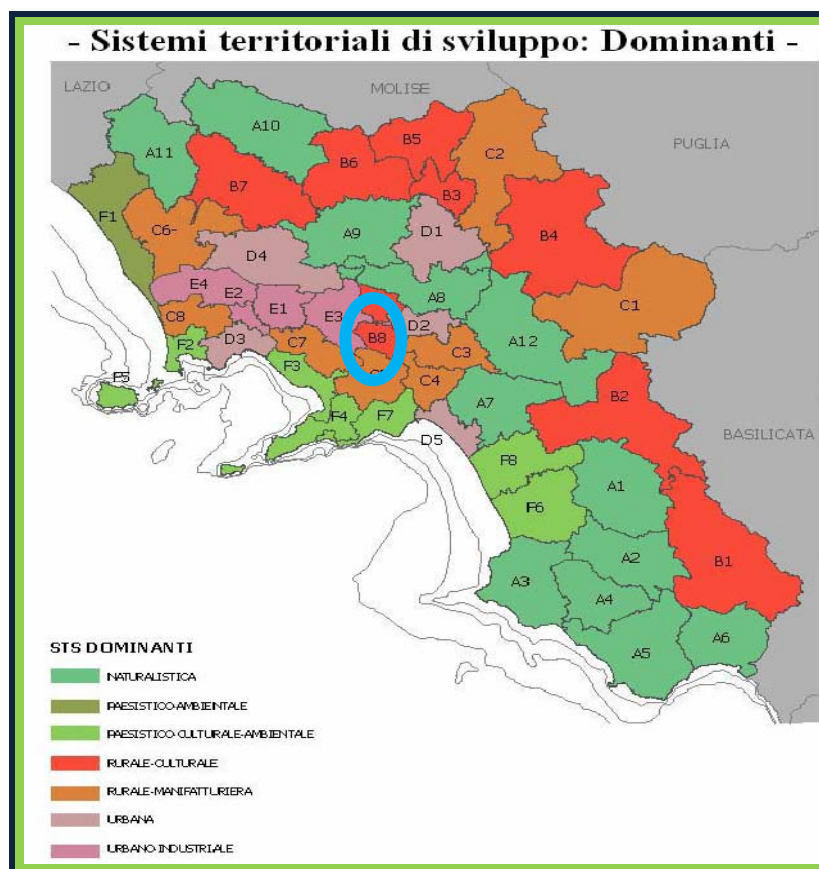 - Sistemi territoriali di sviluppo: Dominanti -
LAZIO
MOLISE
PUGLIA
BASILICATA
A10
A11
B5
C2
B6
B7
B3
F1
C6-
A9
D1
B4
D4
E4
E2
E1
E3
A8
C1
C8
B8
D2
A12
F2
D3
C7
C3
F3
C4
F5
F4
F7
A7
B2
D5
F8
A1
F6
A2
B1
A3
A4
A5
A6
STS DOMINANTI
NATURALISTICA
PAESISTICO-AMBIENTALE
PAESISTICO-CULTURALE-AMBIENTALE
RURALE-CULTURALE
RURALE-MANIFATTURIERA
URBANA
URBANO-INDUSTRIALE